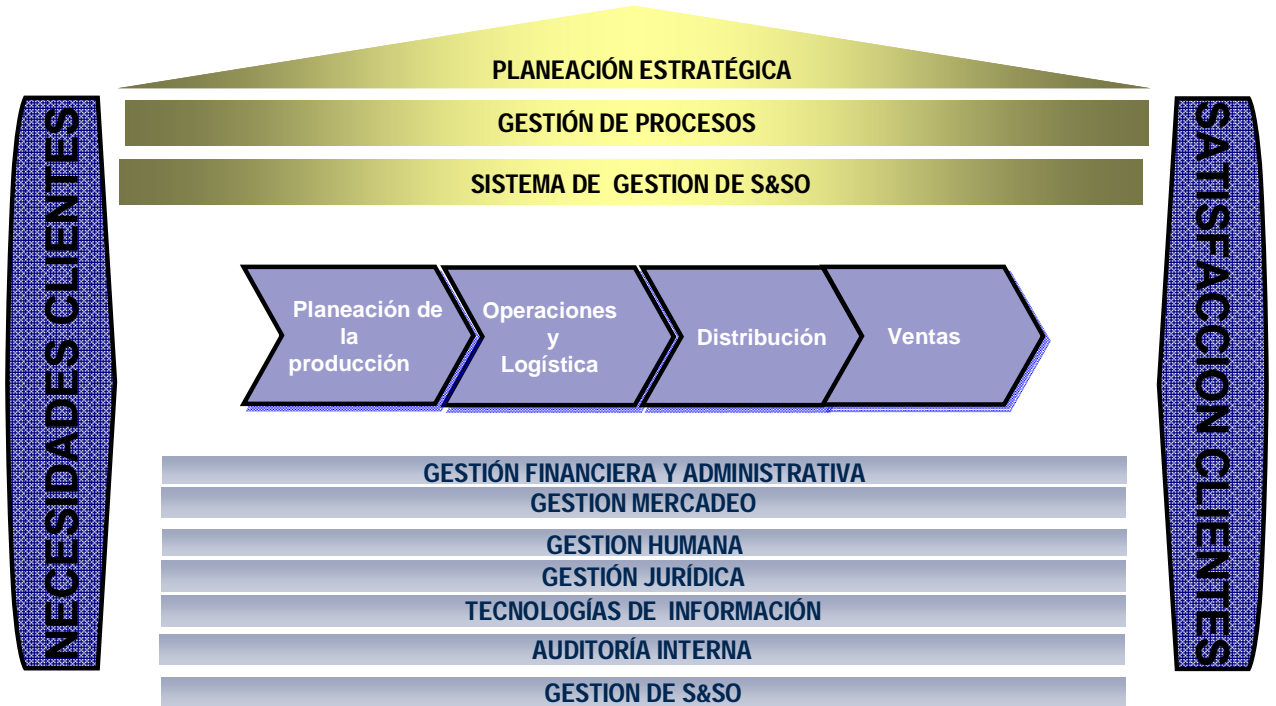 PLANEACIÓN ESTRATÉGICA
GESTIÓN DE PROCESOS
SISTEMA DE GESTION DE S&SO
NECESIDADES CLIENTES
Planeación de
la
producción
Operaciones
y
Logística
Distribución
Ventas
SATISFACCION CLIENTES
GESTIÓN FINANCIERA Y ADMINISTRATIVA
GESTION MERCADEO
GESTION HUMANA
GESTIÓN JURÍDICA
TECNOLOGÍAS DE INFORMACIÓN
AUDITORÍA INTERNA
GESTION DE S&SO